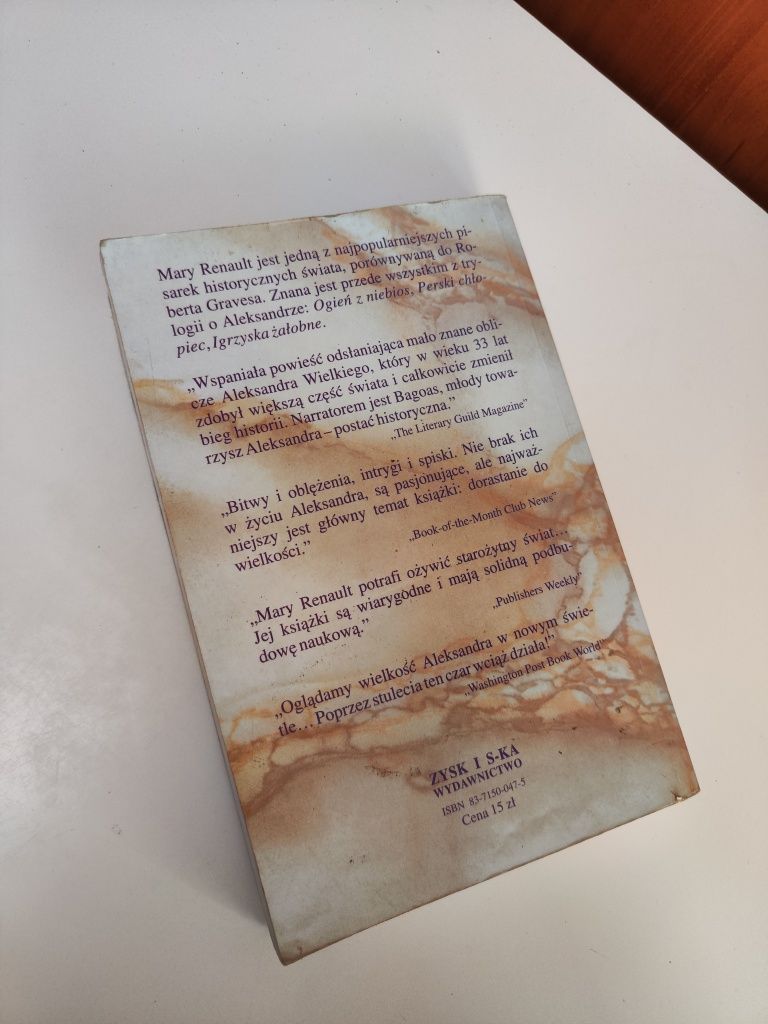 Mary Renault jest jedną z najpopularniejszych pi-
sarek historycznych świata, porównywaną do Ro-
berta Gravesa. Znana jest przede wszystkim z try-
logii o Aleksandrze: Ogień z niebios, Perski chło-
piec, Igrzyska żałobne.
„Wspaniała powieść odsłaniająca mało znane obli-
cze Aleksandra Wielkiego, który w wieku 33 lat
zdobył większą część świata i całkowicie zmienił
bieg historii. Narratorem jest Bagoas, młody towa-
rzysz Aleksandra – postać historyczna.”
„The Literary Guild Magazine”
„Bitwy i oblężenia, intrygi i spiski. Nie brak ich
w życiu Aleksandra, są pasjonujące, ale najważ-
niejszy jest główny temat książki: dorastanie do
wielkości.”
„Book-of-the-Month Club News”
„Mary Renault potrafi ożywić starożytny świat...
Jej książki są wiarygodne i mają solidną podbu-
dowę naukową.”
„Publishers Weekly”
„Oglądamy wielkość Aleksandra w nowym świe-
tle... Poprzez stulecia ten czar wciąż działa!”
„Washington Post Book World”
ZYSK I S-KA
WYDAWNICTWO
ISBN 83-7150-047-5
Cena 15 zł